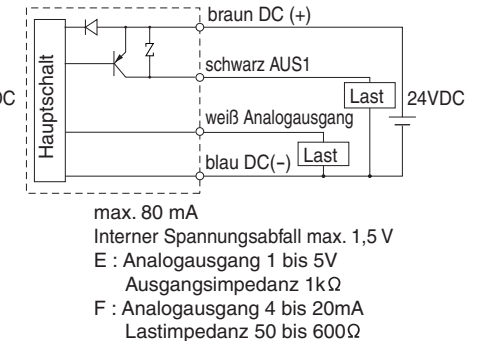 braun DC (+)
schwarz AUS1
Last
24VDC
DC
Hauptschalt
weiß Analogausgang
Last
blau DC(−)
max. 80 mA
Interner Spannungsabfall max. 1,5 V
E : Analogausgang 1 bis 5V
Ausgangsimpedanz 1kΩ
F : Analogausgang 4 bis 20mA
Lastimpedanz 50 bis 600Ω